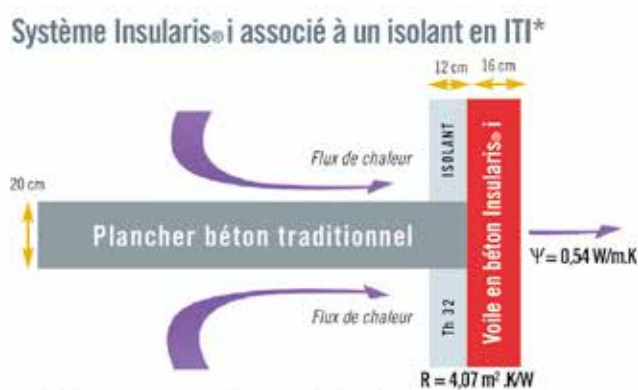 Système Insularis® i associé à un isolant en ITI*
12 cm 16 cm
Flux de chaleur
ISOLANT
Voile en béton Insularis® i
20 cm
Plancher béton traditionnel
Ψ = 0,54 W/m.K
Flux de chaleur
Th 32
R = 4,07 m² .K/W